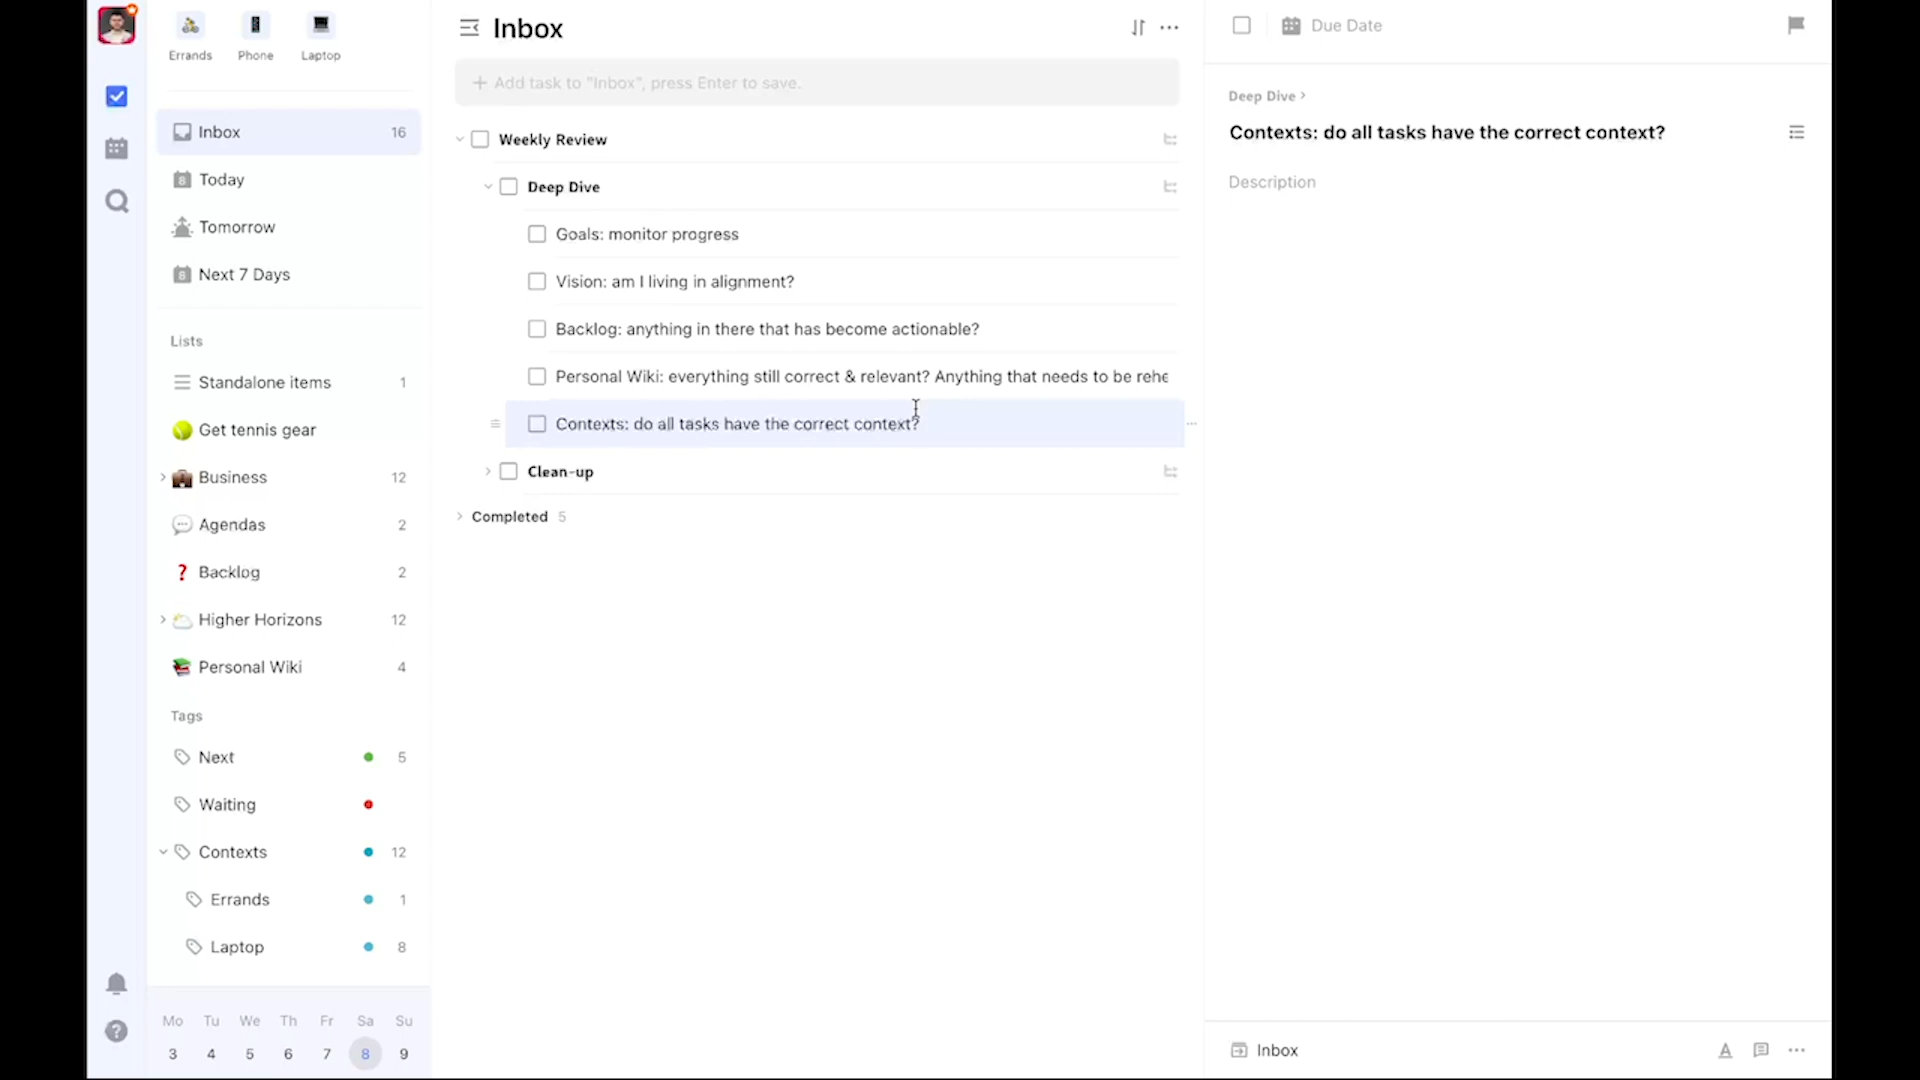 Errands
Phone
Laptop
Inbox 16
8 Today
Tomorrow
8 Next 7 Days
Lists
Standalone items 1
Get tennis gear
Business 12
Agendas 2
? Backlog 2
Higher Horizons 12
Personal Wiki 4
Tags
Next 5
Waiting
Contexts 12
Errands 1
Laptop 8
Mo Tu We Th Fr Sa Su
3 4 5 6 7 8 9
Inbox
+ Add task to "Inbox", press Enter to save.
Weekly Review
Deep Dive
Goals: monitor progress
Vision: am I living in alignment?
Backlog: anything in there that has become actionable?
Personal Wiki: everything still correct & relevant? Anything that needs to be rehe
Contexts: do all tasks have the correct context?
Clean-up
Completed 5
Due Date
Deep Dive >
Contexts: do all tasks have the correct context?
Description
Inbox
A